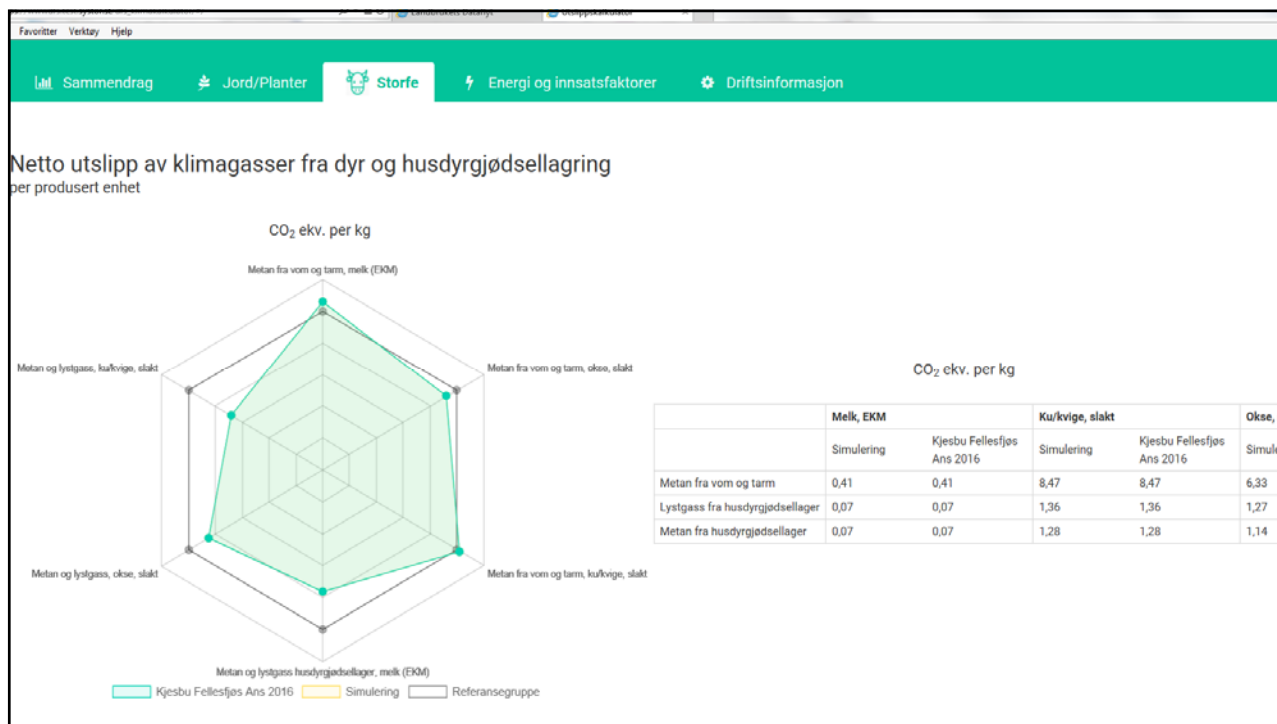 Landbrukets Datafly
Utslippskalkulator
Favoritter Verktøy Hjelp
Sammendrag Jord/Planter Storfe Energi og innsatsfaktorer Driftsinformasjon
Netto utslipp av klimagasser fra dyr og husdyrgjødsellagring
per produsert enhet
CO₂ ekv. per kg
Metan fra vom og tarm, melk (EKM)
Metan og lystgass, ku/kvige, slakt
Metan fra vom og tarm, okse, slakt
Metan og lystgass, okse, slakt
Metan fra vom og tarm, ku/kvige, slakt
Metan og lystgass husdyrgjødsellager, melk (EKM)
Kjesbu Fellesfjøs Ans 2016 Simulering Referansegruppe
CO₂ ekv. per kg
Melk, EKM Ku/kvige, slakt Okse,
Simulering Kjesbu Fellesfjøs Simulering Kjesbu Fellesfjøs
Ans 2016 Ans 2016
Metan fra vom og tarm 0,41 0,41 8,47 8,47 6,33
Lystgass fra husdyrgjødsellager 0,07 0,07 1,36 1,36 1,27
Metan fra husdyrgjødsellager 0,07 0,07 1,28 1,28 1,14